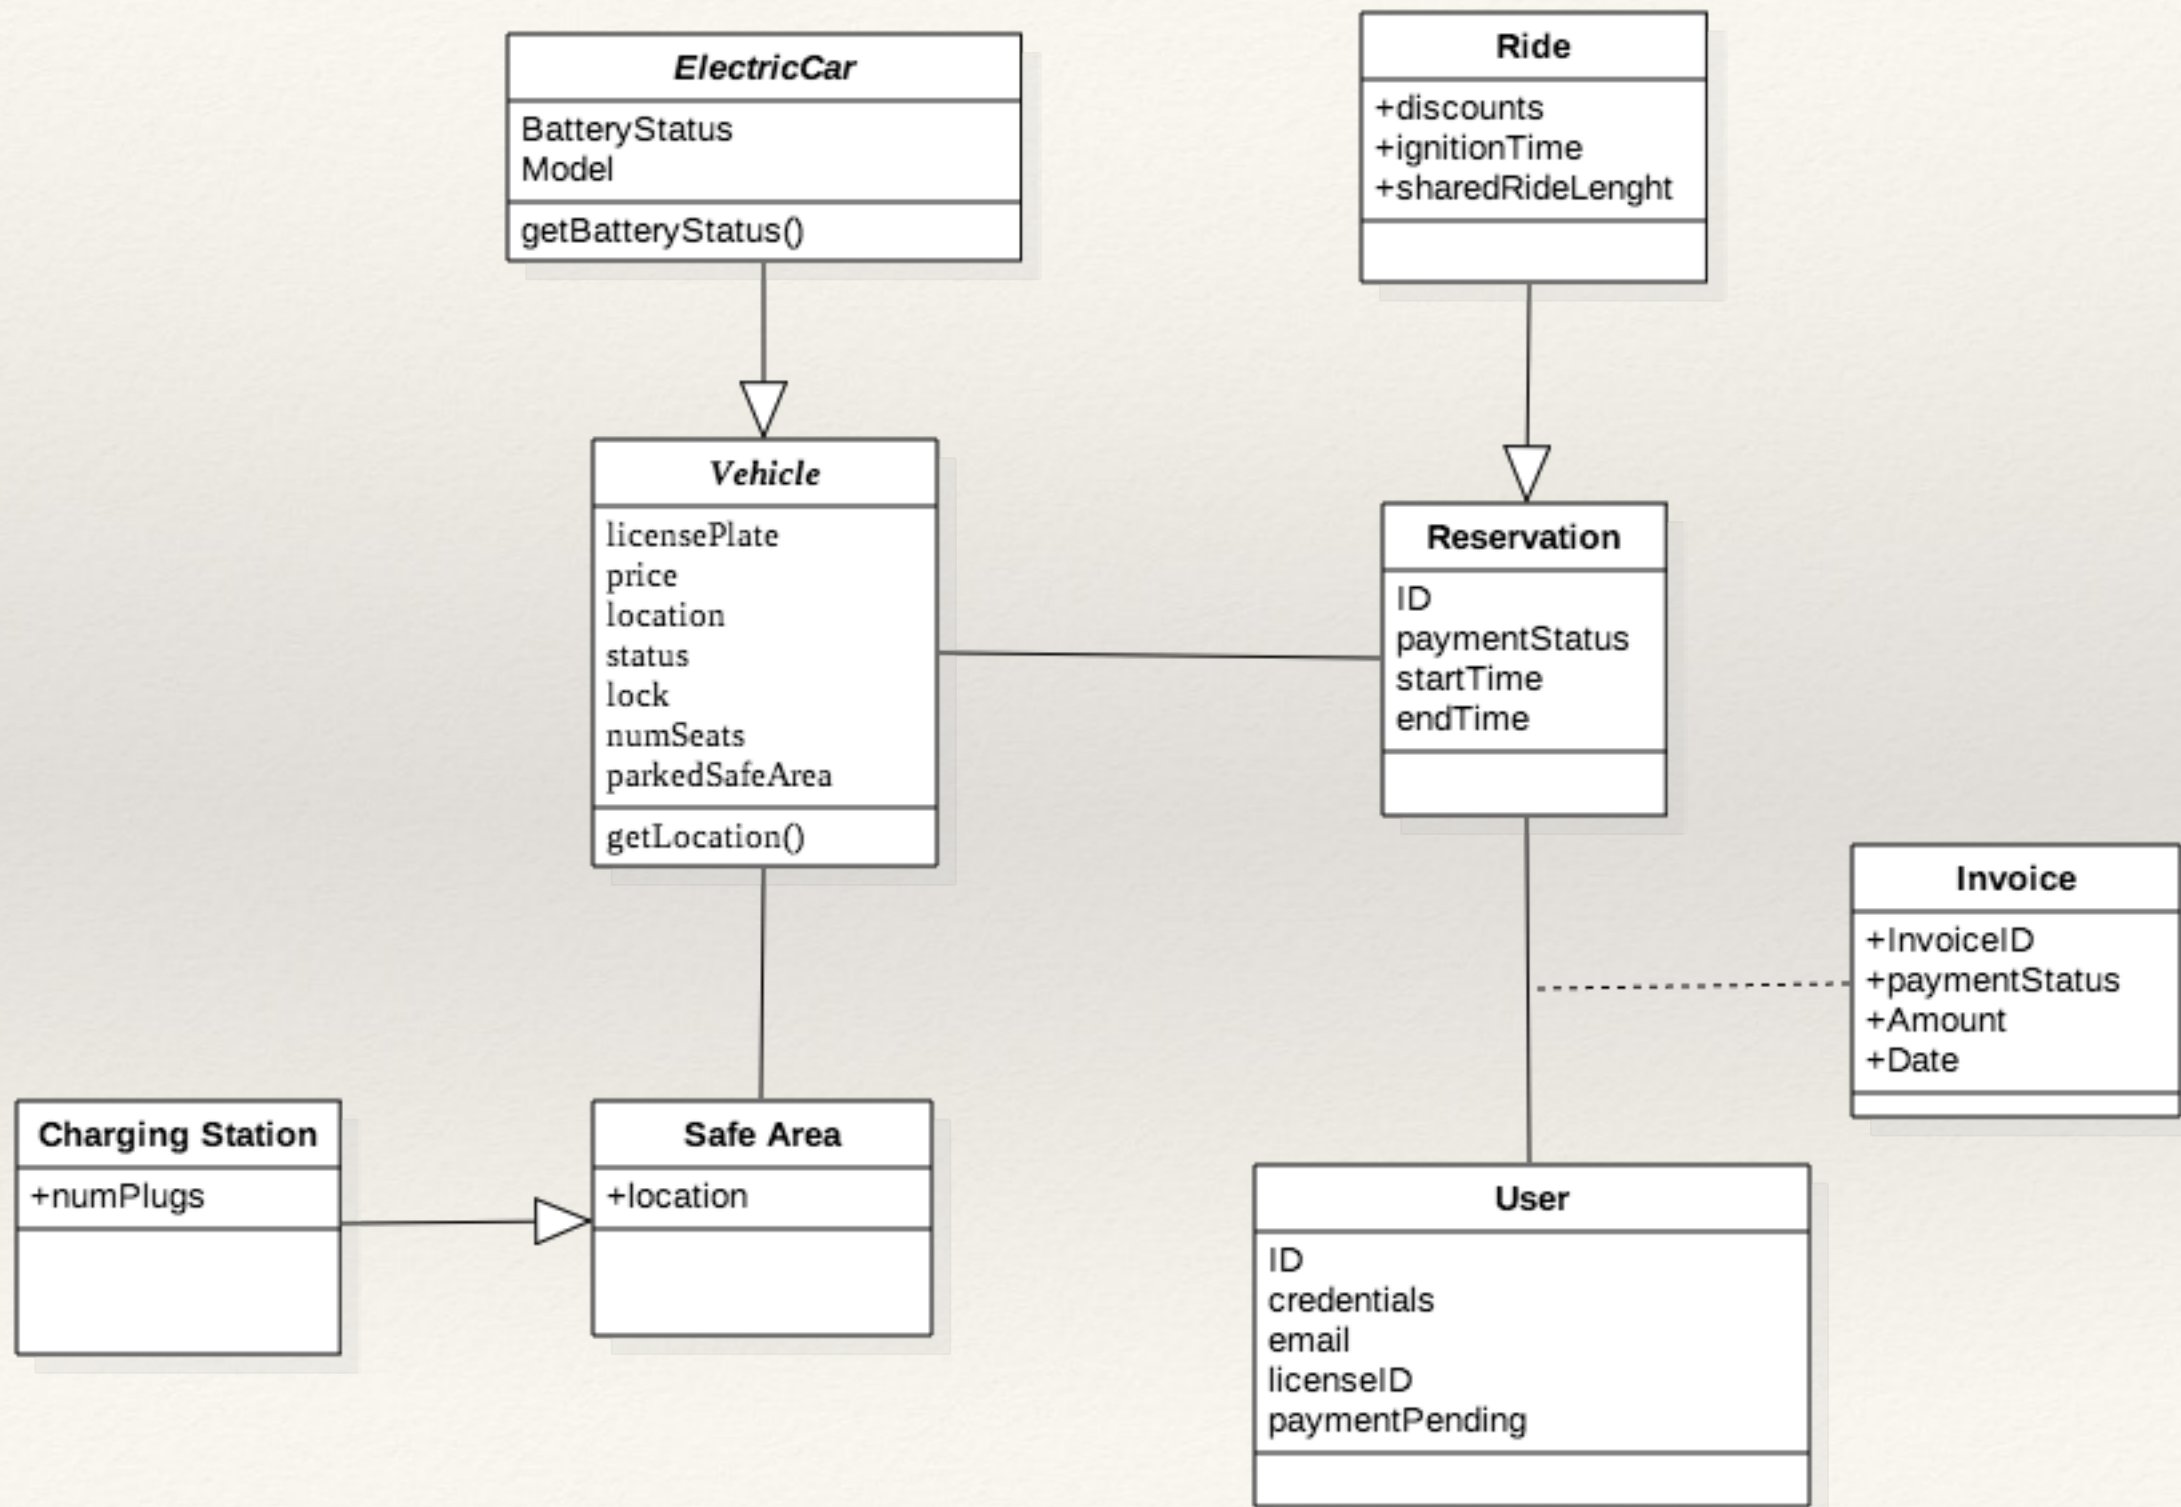 ElectricCar
BatteryStatus
Model
getBatteryStatus()
Ride
+discounts
+ignitionTime
+sharedRideLenght
Vehicle
licensePlate
price
location
status
lock
numSeats
parkedSafeArea
getLocation()
Reservation
ID
paymentStatus
startTime
endTime
Invoice
+InvoiceID
+paymentStatus
+Amount
+Date
Charging Station
+numPlugs
Safe Area
+location
User
ID
credentials
email
licenseID
paymentPending